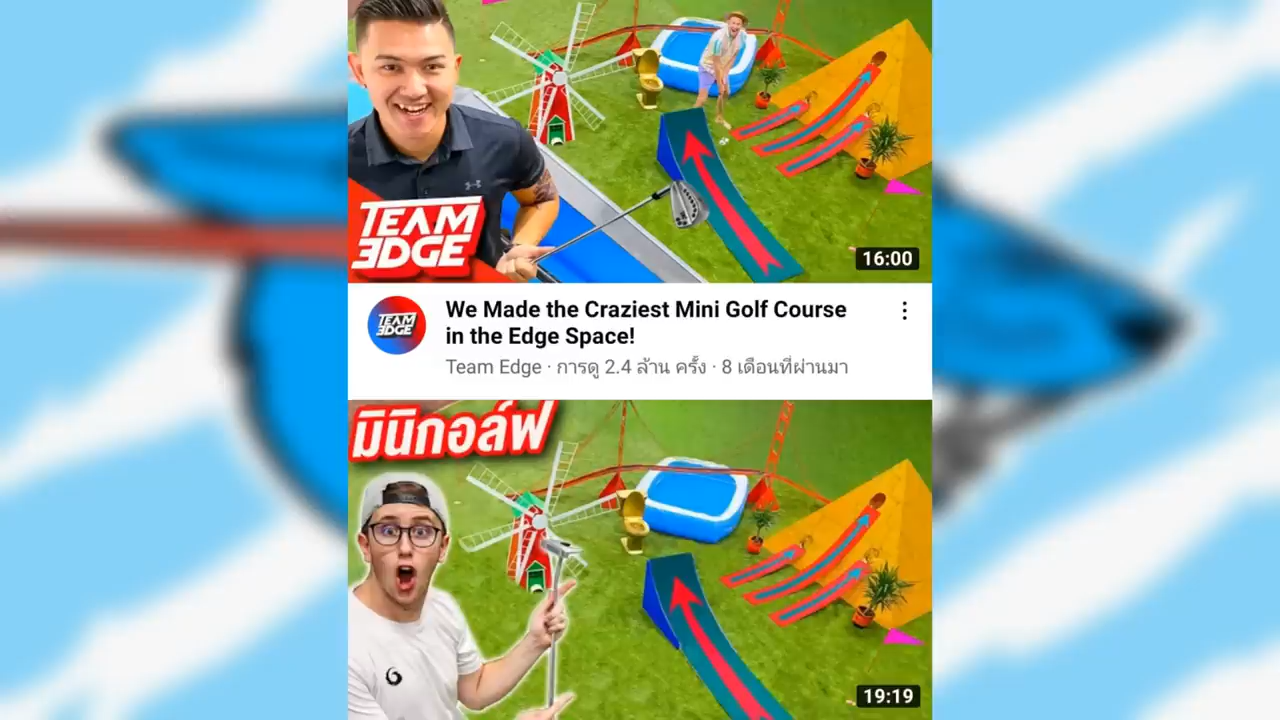 TEAM
EDGE
16:00
TEAM
EDGE
We Made the Craziest Mini Golf Course
in the Edge Space!
Team Edge · การดู 2.4 ล้าน ครั้ง · 8 เดือนที่ผ่านมา
มินิกอล์ฟ
19:19